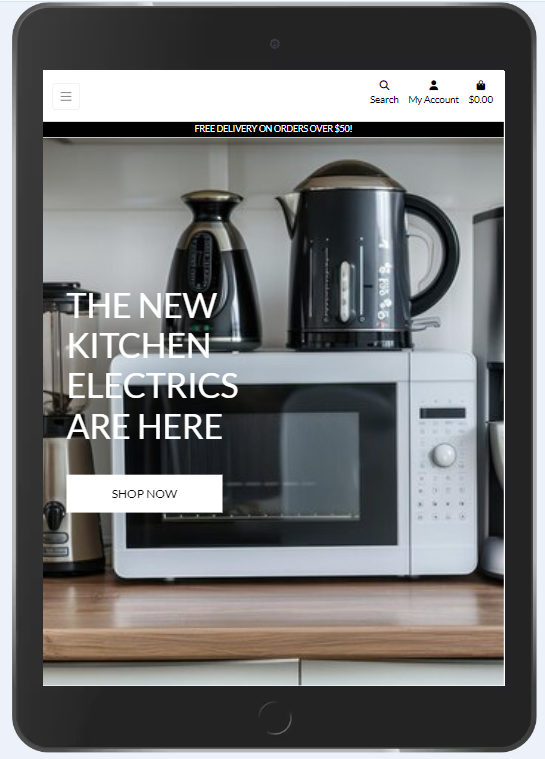 Search My Account $0.00
FREE DELIVERY ON ORDERS OVER $50!
THE NEW
KITCHEN
ELECTRICS
ARE HERE
SHOP NOW